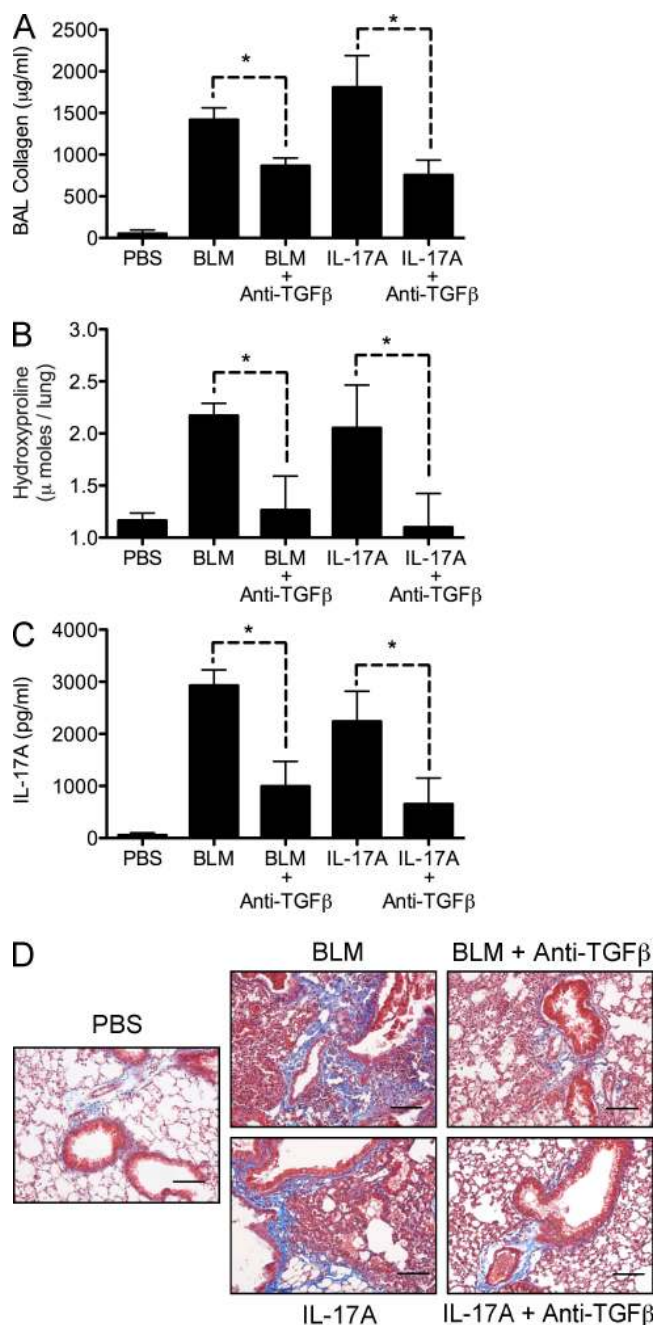 A
BAL Collagen (μg/ml)
2500
2000
1500
1000
500
0
*
*
PBS
BLM
BLM
+
Anti-TGFβ
IL-17A
IL-17A
+
Anti-TGFβ
B
Hydroxyproline
(μ moles / lung)
3.0
2.5
2.0
1.5
1.0
*
*
PBS
BLM
BLM
+
Anti-TGFβ
IL-17A
IL-17A
+
Anti-TGFβ
C
IL-17A (pg/ml)
4000
3000
2000
1000
0
*
*
PBS
BLM
BLM
+
Anti-TGFβ
IL-17A
IL-17A
+
Anti-TGFβ
D
PBS
BLM
BLM + Anti-TGFβ
IL-17A
IL-17A + Anti-TGFβ